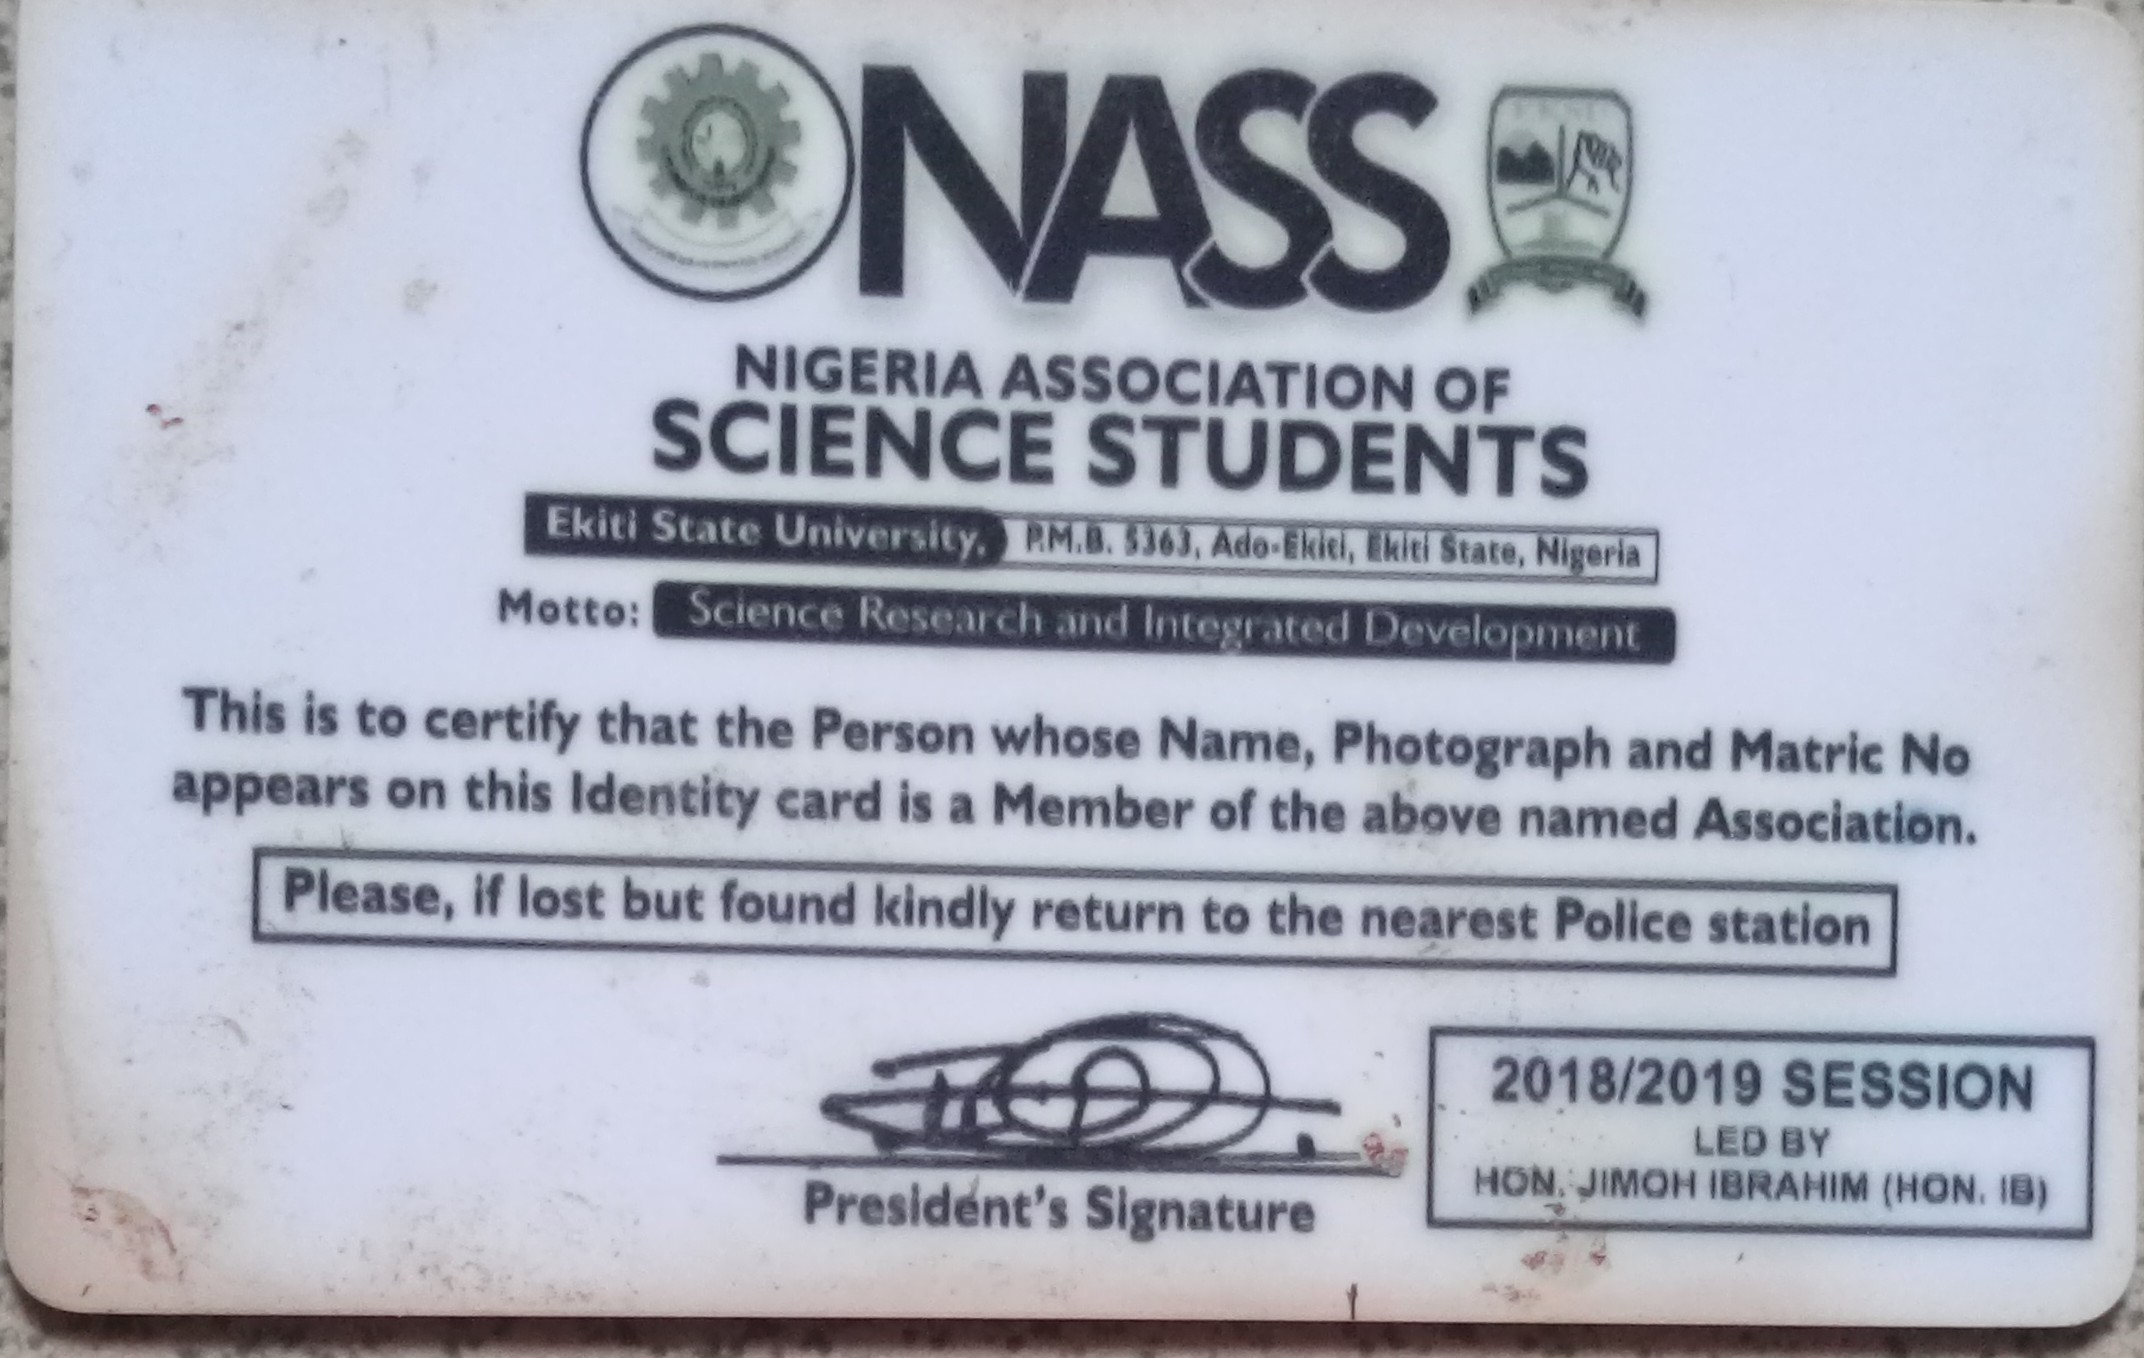 NASS
NIGERIA ASSOCIATION OF
SCIENCE STUDENTS
Ekiti State University, P.M.B. 5363, Ado-Ekiti, Ekiti State, Nigeria
Motto: Science Research and Integrated Development
This is to certify that the Person whose Name, Photograph and Matric No
appears on this Identity card is a Member of the above named Association.
Please, if lost but found kindly return to the nearest Police station
President's Signature
2018/2019 SESSION
LED BY
HON. JIMOH IBRAHIM (HON. IB)